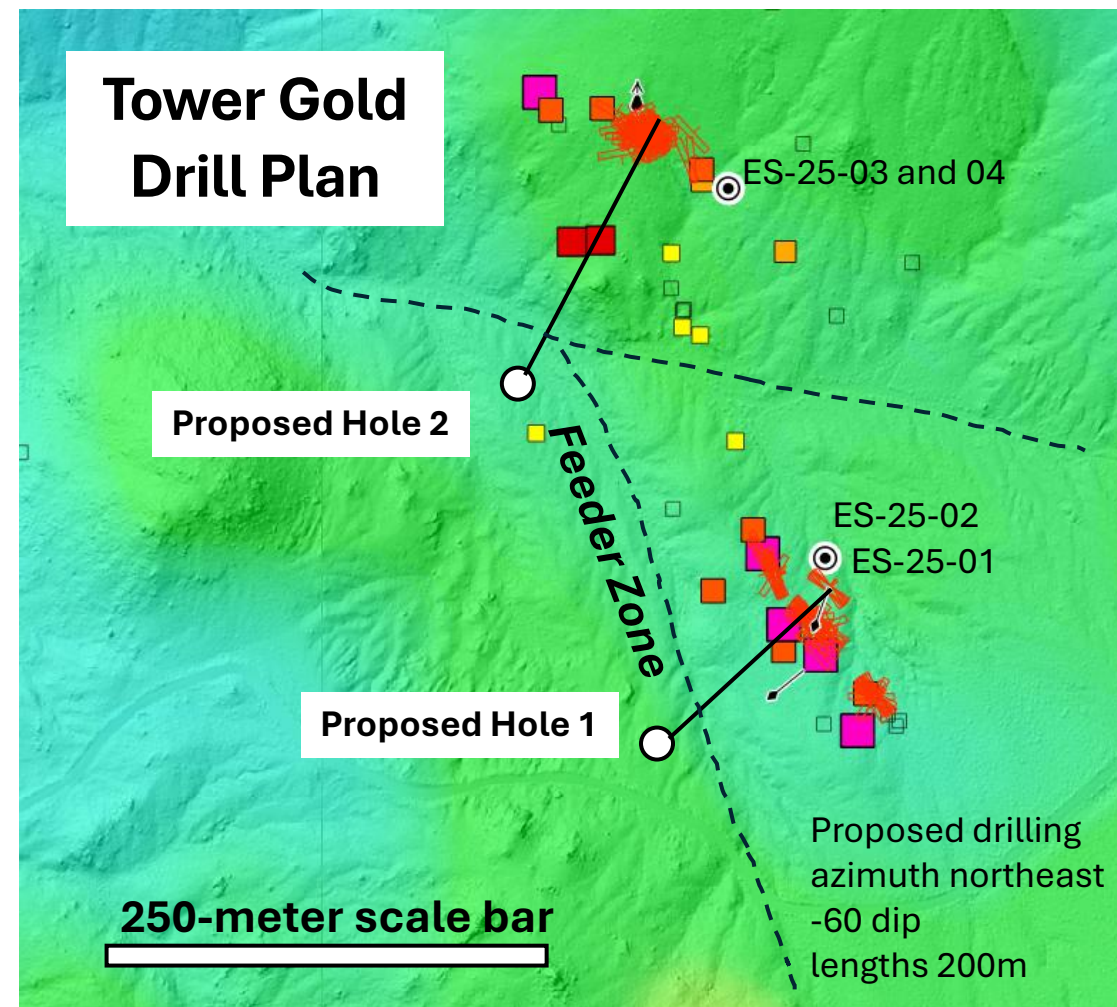 Tower Gold
Drill Plan
ES-25-03 and 04
Proposed Hole 2
Feeder Zone
ES-25-02
ES-25-01
Proposed Hole 1
Proposed drilling
azimuth northeast
-60 dip
lengths 200m
250-meter scale bar